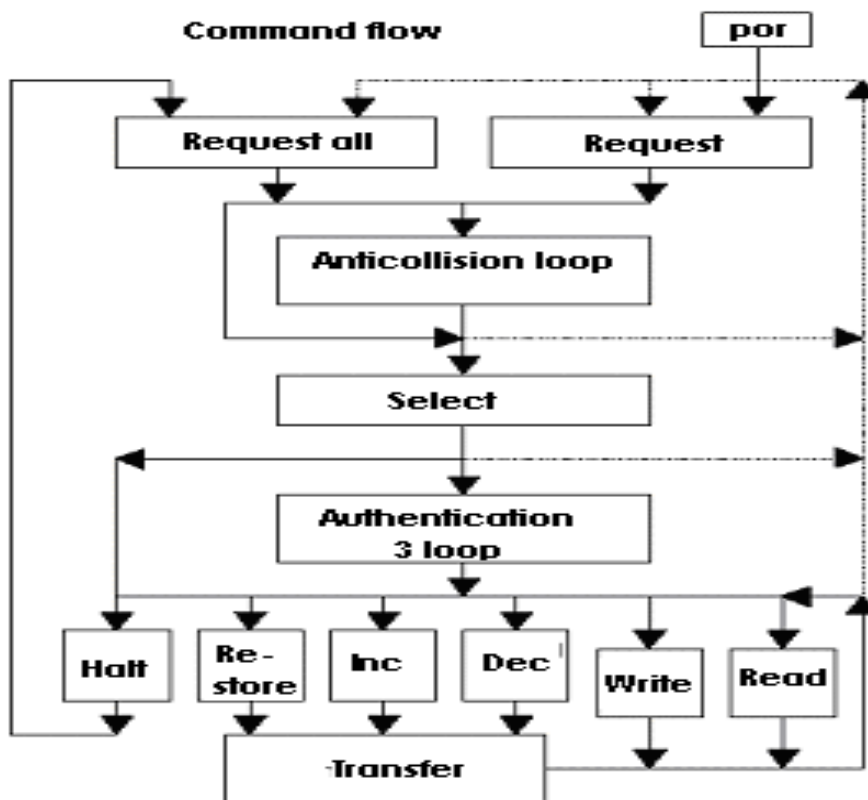 Command flow
por
Request all
Request
Anticollision loop
Select
Authentication
3 loop
Halt
Re-
store
Inc
Dec
Write
Read
Transfer